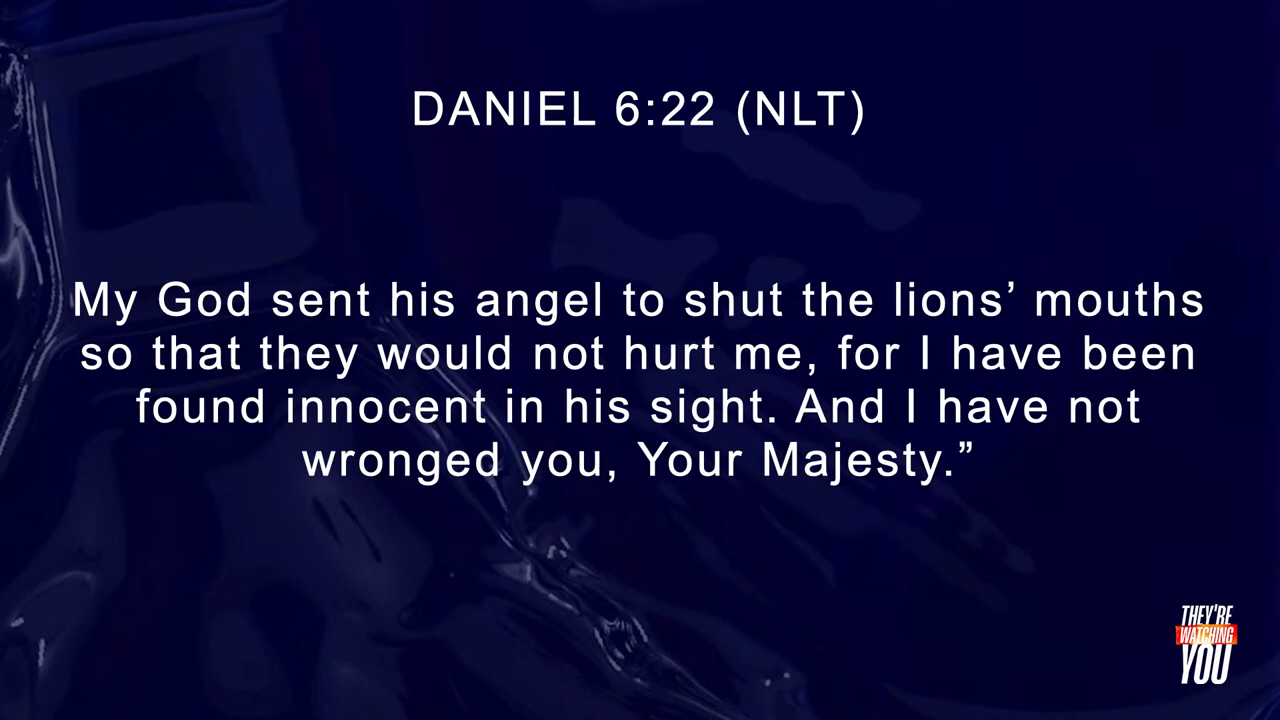 DANIEL 6:22 (NLT)
My God sent his angel to shut the lions’ mouths
so that they would not hurt me, for I have been
found innocent in his sight. And I have not
wronged you, Your Majesty.”
THEY'RE
WATCHING
YOU